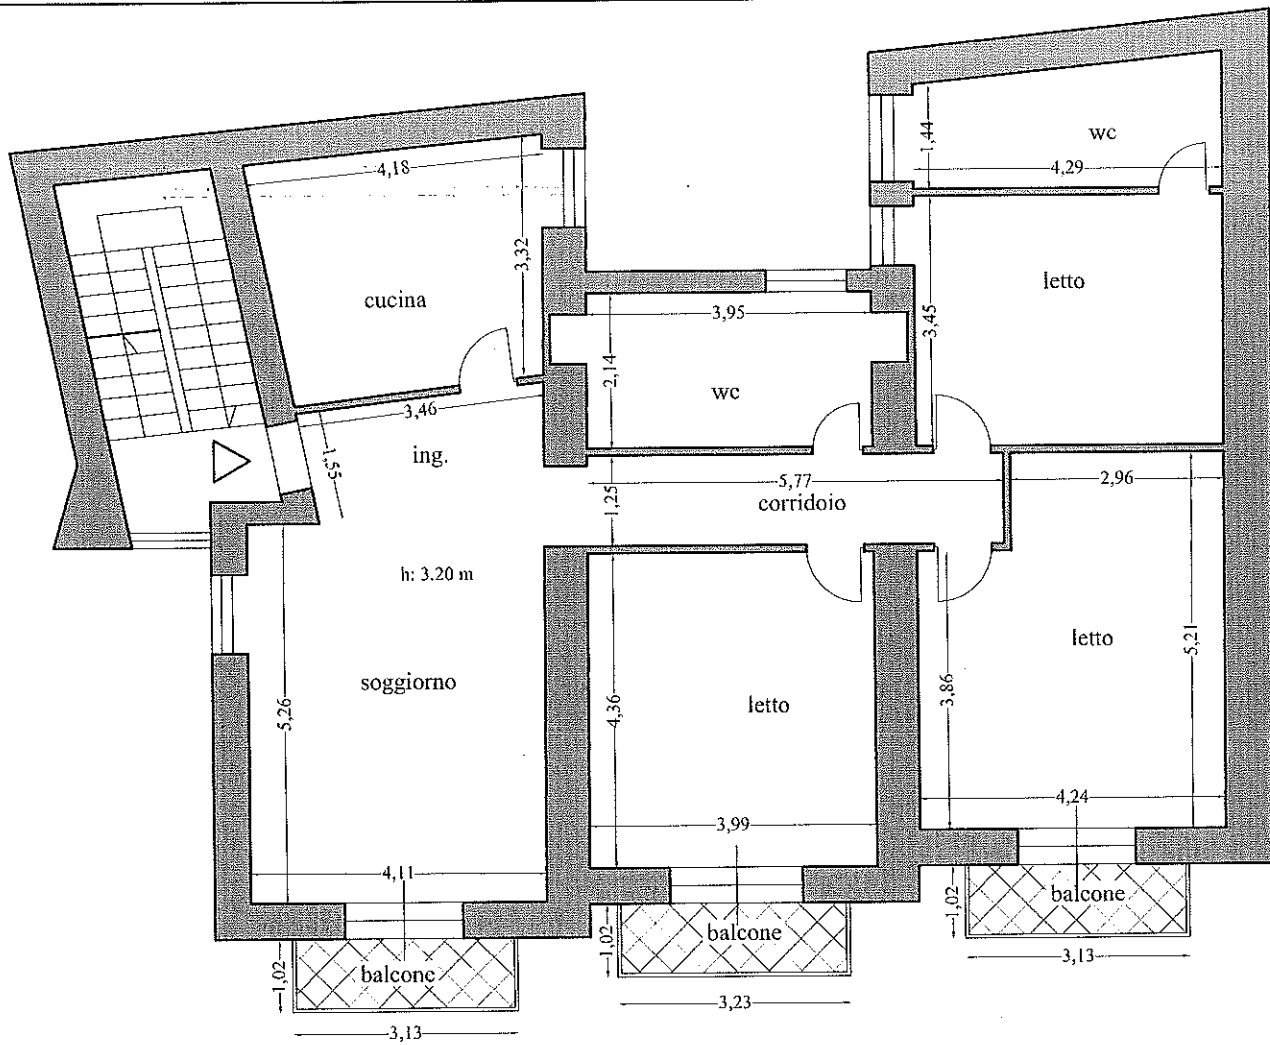 wc
1,44
4,29
4,18
3,32
cucina
letto
3,45
3,95
2,14
wc
3,46
1,55
ing.
5,77
1,25
corridoio
2,96
h: 3.20 m
soggiorno
5,26
4,36
letto
3,86
letto
5,21
4,24
3,99
4,11
1,02
balcone
1,02
balcone
1,02
balcone
3,13
3,23
3,13